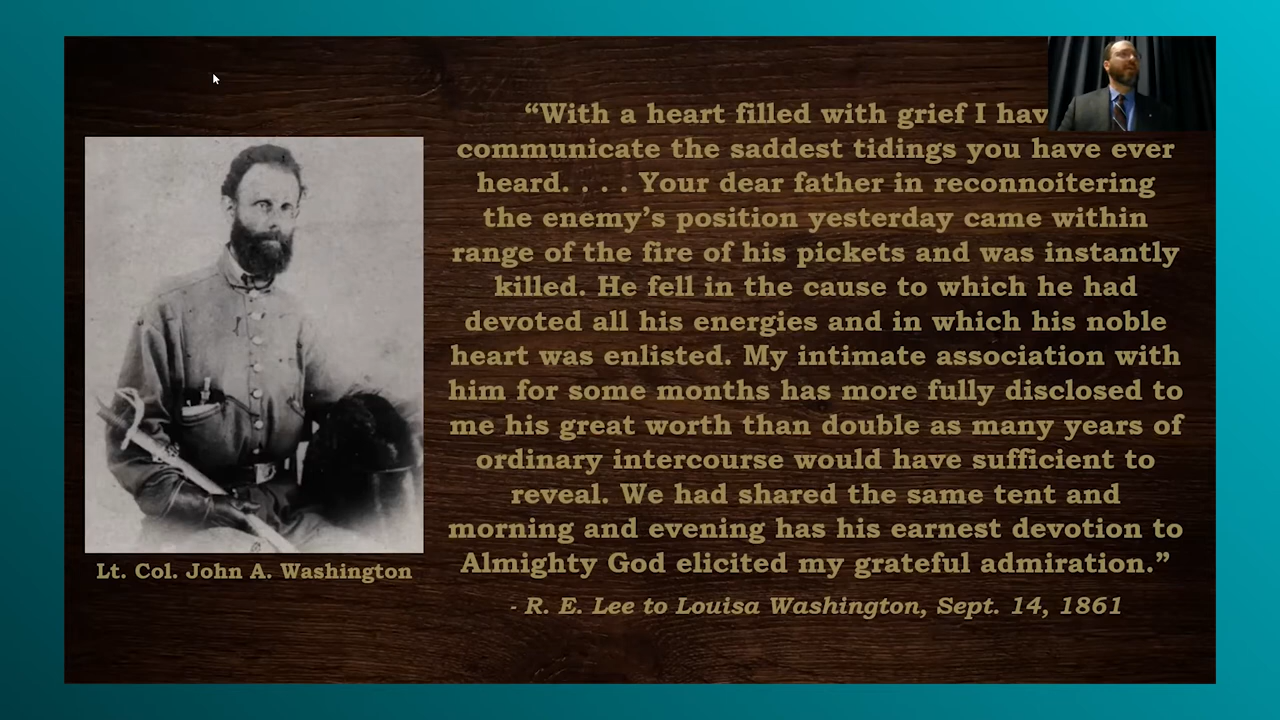 “With a heart filled with grief I hav
communicate the saddest tidings you have ever
heard. . . . Your dear father in reconnoitering
the enemy’s position yesterday came within
range of the fire of his pickets and was instantly
killed. He fell in the cause to which he had
devoted all his energies and in which his noble
heart was enlisted. My intimate association with
him for some months has more fully disclosed to
me his great worth than double as many years of
ordinary intercourse would have sufficient to
reveal. We had shared the same tent and
morning and evening has his earnest devotion to
Almighty God elicited my grateful admiration.”
- R. E. Lee to Louisa Washington, Sept. 14, 1861
Lt. Col. John A. Washington